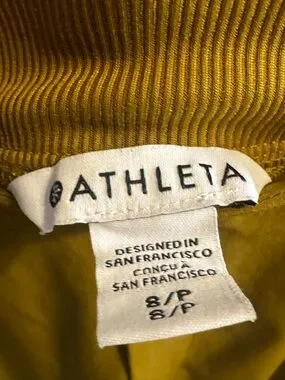 ATHLETA
DESIGNED IN
SAN FRANCISCO
CONÇU À
SAN FRANCISCO
8/P
8/P